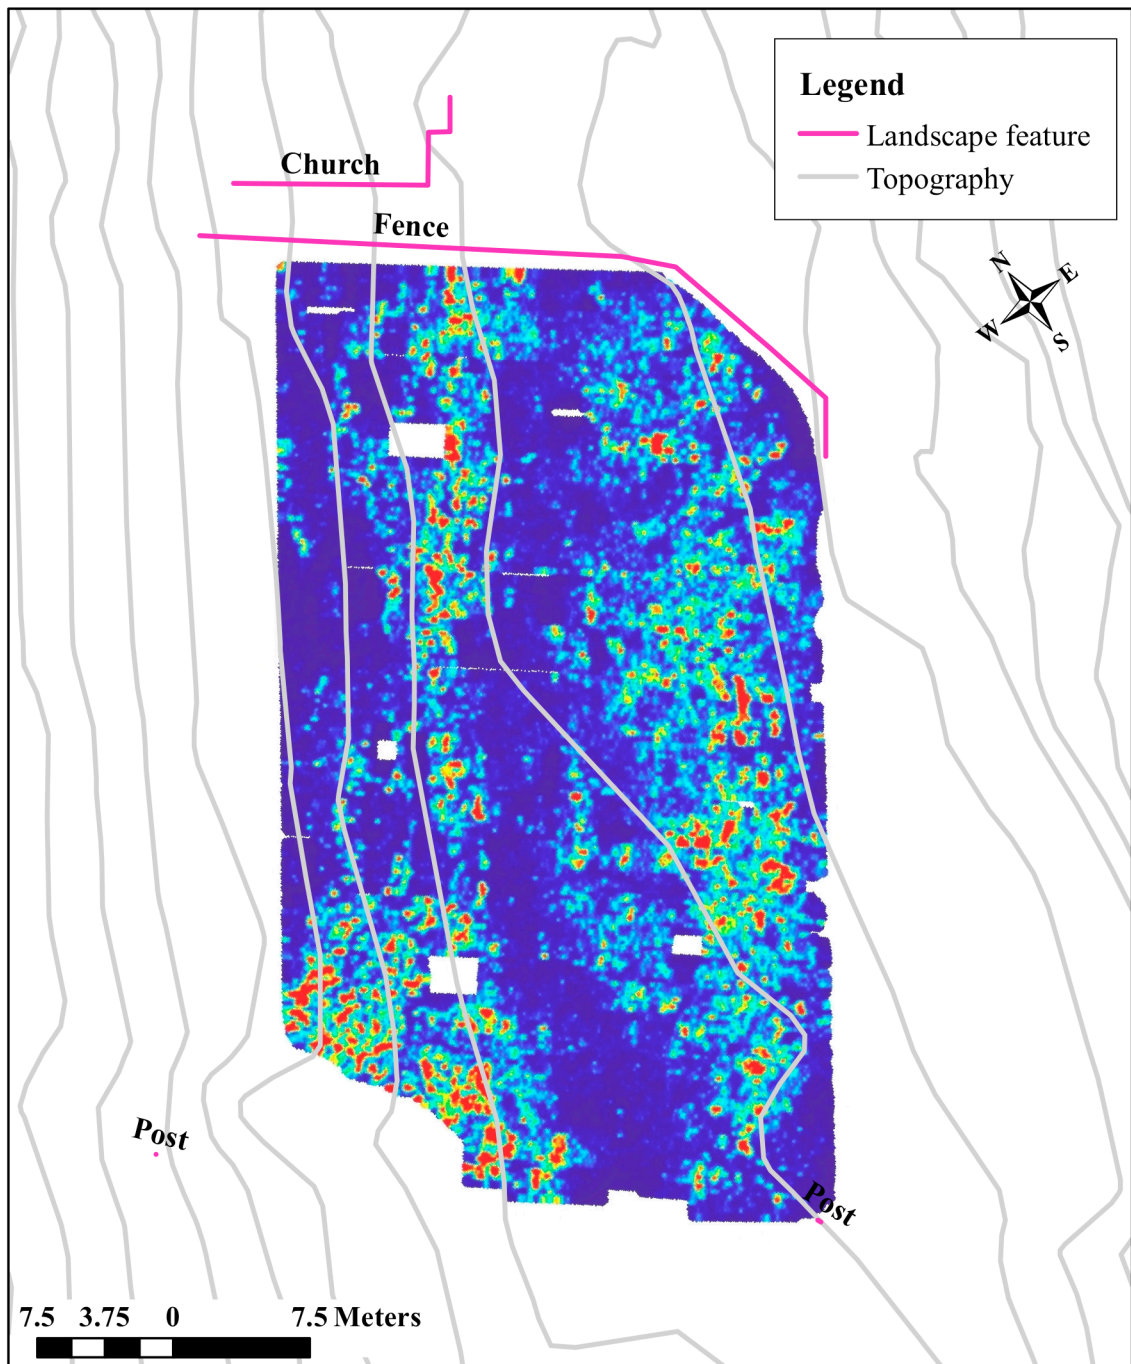 Legend
Landscape feature
Topography
Church
Fence
N
E
W
S
Post
Post
7.5 3.75 0 7.5 Meters